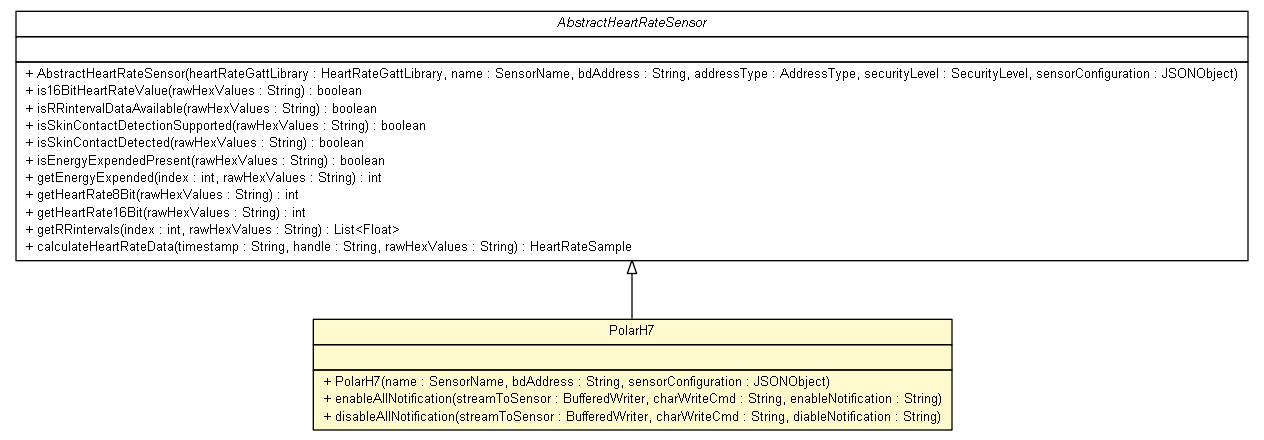 AbstractHeartRateSensor
+ AbstractHeartRateSensor(heartRateGattLibrary : HeartRateGattLibrary, name : SensorName, bdAddress : String, addressType : AddressType, securityLevel : SecurityLevel, sensorConfiguration : JSONObject)
+ is16BitHeartRateValue(rawHexValues : String) : boolean
+ isRRintervalDataAvailable(rawHexValues : String) : boolean
+ isSkinContactDetectionSupported(rawHexValues : String) : boolean
+ isSkinContactDetected(rawHexValues : String) : boolean
+ isEnergyExpendedPresent(rawHexValues : String) : boolean
+ getEnergyExpended(index : int, rawHexValues : String) : int
+ getHeartRate8Bit(rawHexValues : String) : int
+ getHeartRate16Bit(rawHexValues : String) : int
+ getRRintervals(index : int, rawHexValues : String) : List<Float>
+ calculateHeartRateData(timestamp : String, handle : String, rawHexValues : String) : HeartRateSample
PolarH7
+ PolarH7(name : SensorName, bdAddress : String, sensorConfiguration : JSONObject)
+ enableAllNotification(streamToSensor : BufferedWriter, charWriteCmd : String, enableNotification : String)
+ disableAllNotification(streamToSensor : BufferedWriter, charWriteCmd : String, diableNotification : String)